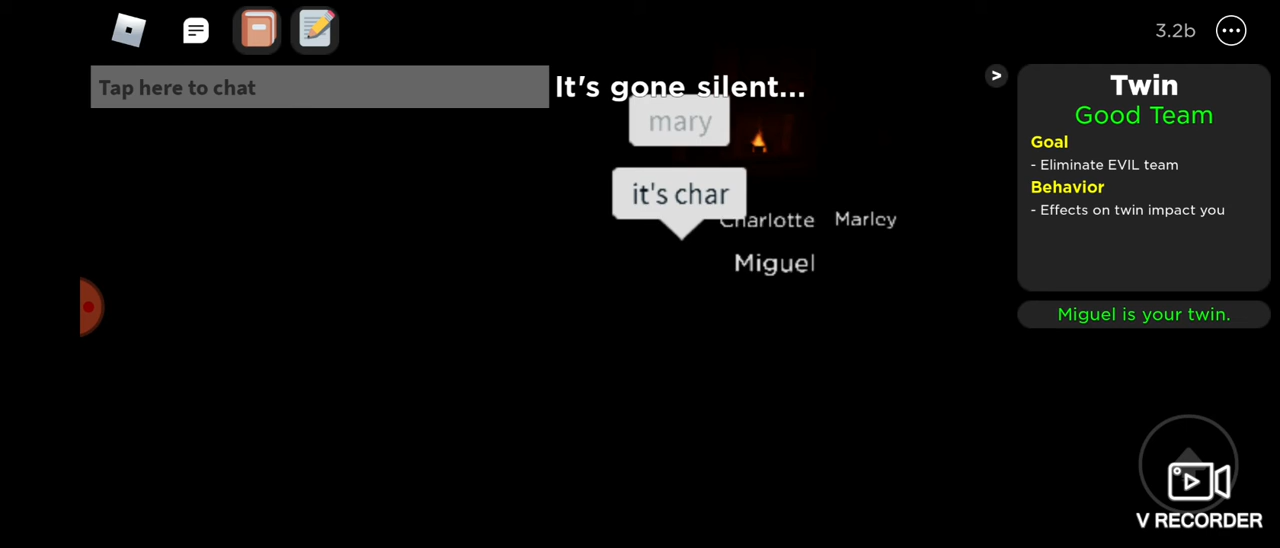 3.2b
Tap here to chat
It's gone silent...
mary
it's char
Charlotte
Marley
Miguel
>
Twin
Good Team
Goal
- Eliminate EVIL team
Behavior
- Effects on twin impact you
Miguel is your twin.
V RECORDER